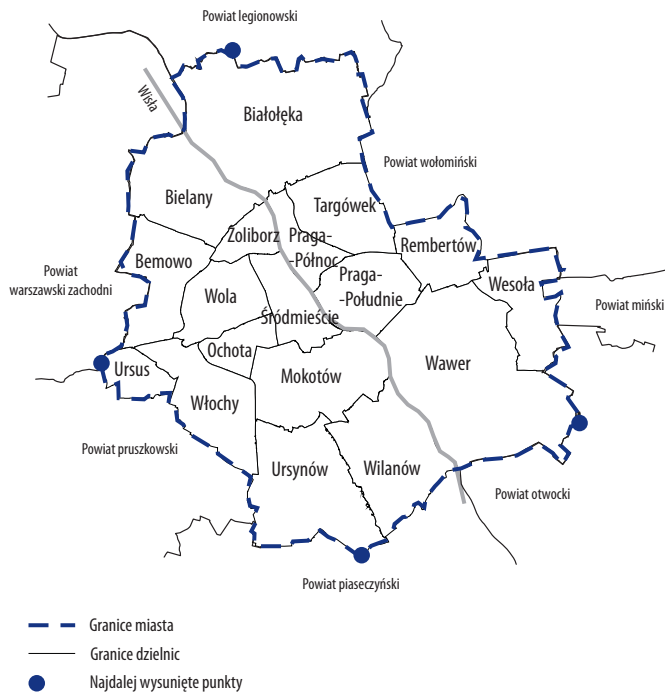 Powiat legionowski
Wisła
Białołęka
Powiat wołomiński
Bielany
Targówek
Żoliborz
Praga-
-Północ
Rembertów
Bemowo
Powiat
warszawski zachodni
Wola
Praga-
-Południe
Wesoła
Powiat miński
Śródmieście
Ochota
Ursus
Mokotów
Wawer
Włochy
Powiat pruszkowski
Ursynów
Wilanów
Powiat otwocki
Powiat piaseczyński
Granice miasta
Granice dzielnic
Najdalej wysunięte punkty